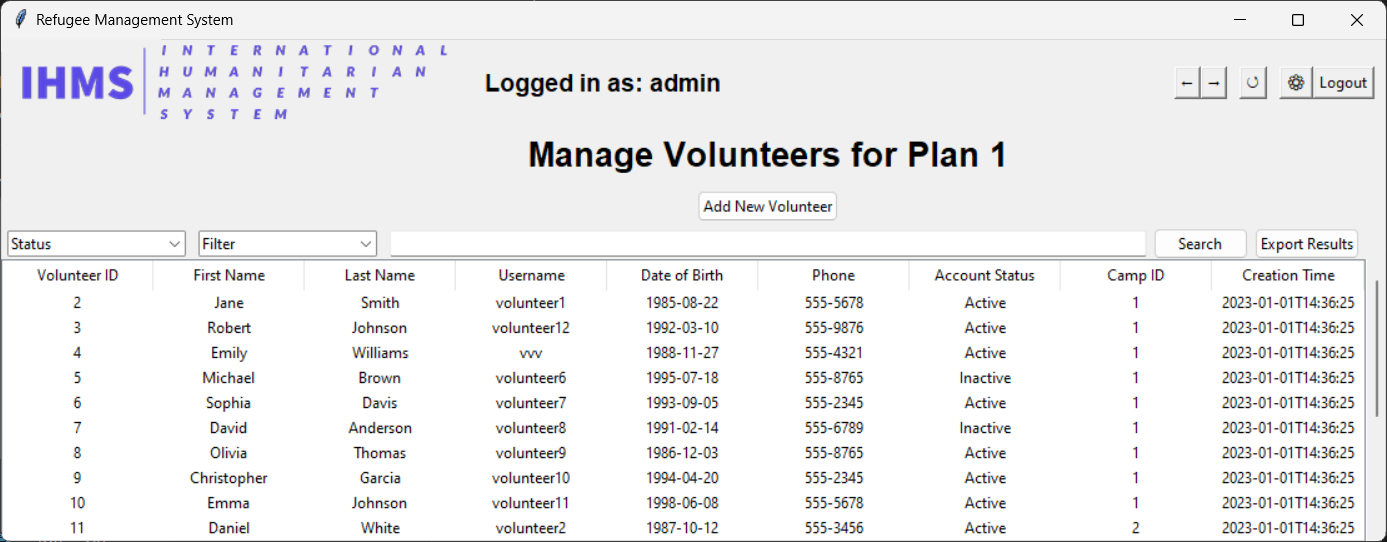 Refugee Management System
IHMS
INTERNATIONAL
HUMANITARIAN
MANAGEMENT
SYSTEM
Logged in as: admin
← → Logout
Manage Volunteers for Plan 1
Add New Volunteer
Status Filter Search Export Results
Volunteer ID First Name Last Name Username Date of Birth Phone Account Status Camp ID Creation Time
2 Jane Smith volunteer1 1985-08-22 555-5678 Active 1 2023-01-01T14:36:25
3 Robert Johnson volunteer12 1992-03-10 555-9876 Active 1 2023-01-01T14:36:25
4 Emily Williams vvv 1988-11-27 555-4321 Active 1 2023-01-01T14:36:25
5 Michael Brown volunteer6 1995-07-18 555-8765 Inactive 1 2023-01-01T14:36:25
6 Sophia Davis volunteer7 1993-09-05 555-2345 Active 1 2023-01-01T14:36:25
7 David Anderson volunteer8 1991-02-14 555-6789 Inactive 1 2023-01-01T14:36:25
8 Olivia Thomas volunteer9 1986-12-03 555-8765 Active 1 2023-01-01T14:36:25
9 Christopher Garcia volunteer10 1994-04-20 555-2345 Active 1 2023-01-01T14:36:25
10 Emma Johnson volunteer11 1998-06-08 555-5678 Active 1 2023-01-01T14:36:25
11 Daniel White volunteer2 1987-10-12 555-3456 Active 2 2023-01-01T14:36:25